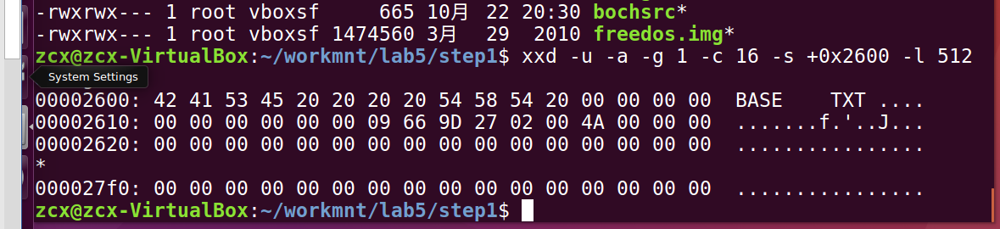 -rwxrwx--- 1 root vboxsf     665 10月  22 20:30 bochsrc*
-rwxrwx--- 1 root vboxsf 1474560 3月   29  2010 freedos.img*
zcx@zcx-VirtualBox:~/workmnt/lab5/step1$ xxd -u -a -g 1 -c 16 -s +0x2600 -l 512
System Settings
00002600: 42 41 53 45 20 20 20 20 54 58 54 20 00 00 00 00  BASE    TXT ....
00002610: 00 00 00 00 00 00 09 66 9D 27 02 00 4A 00 00 00  .......f.'..J...
00002620: 00 00 00 00 00 00 00 00 00 00 00 00 00 00 00 00  ................
*
000027f0: 00 00 00 00 00 00 00 00 00 00 00 00 00 00 00 00  ................
zcx@zcx-VirtualBox:~/workmnt/lab5/step1$